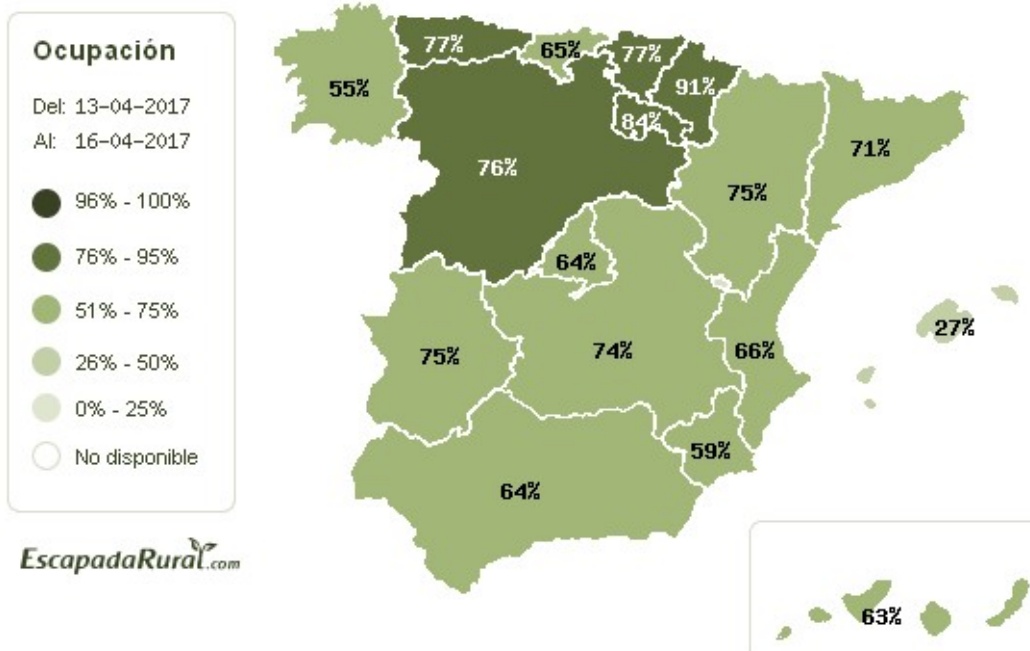 Ocupación
Del: 13-04-2017
Al: 16-04-2017
96% - 100%
76% - 95%
51% - 75%
26% - 50%
0% - 25%
No disponible
EscapadaRural.com
77%
65%
77%
55%
91%
84%
71%
76%
75%
64%
27%
75%
74%
66%
59%
64%
63%